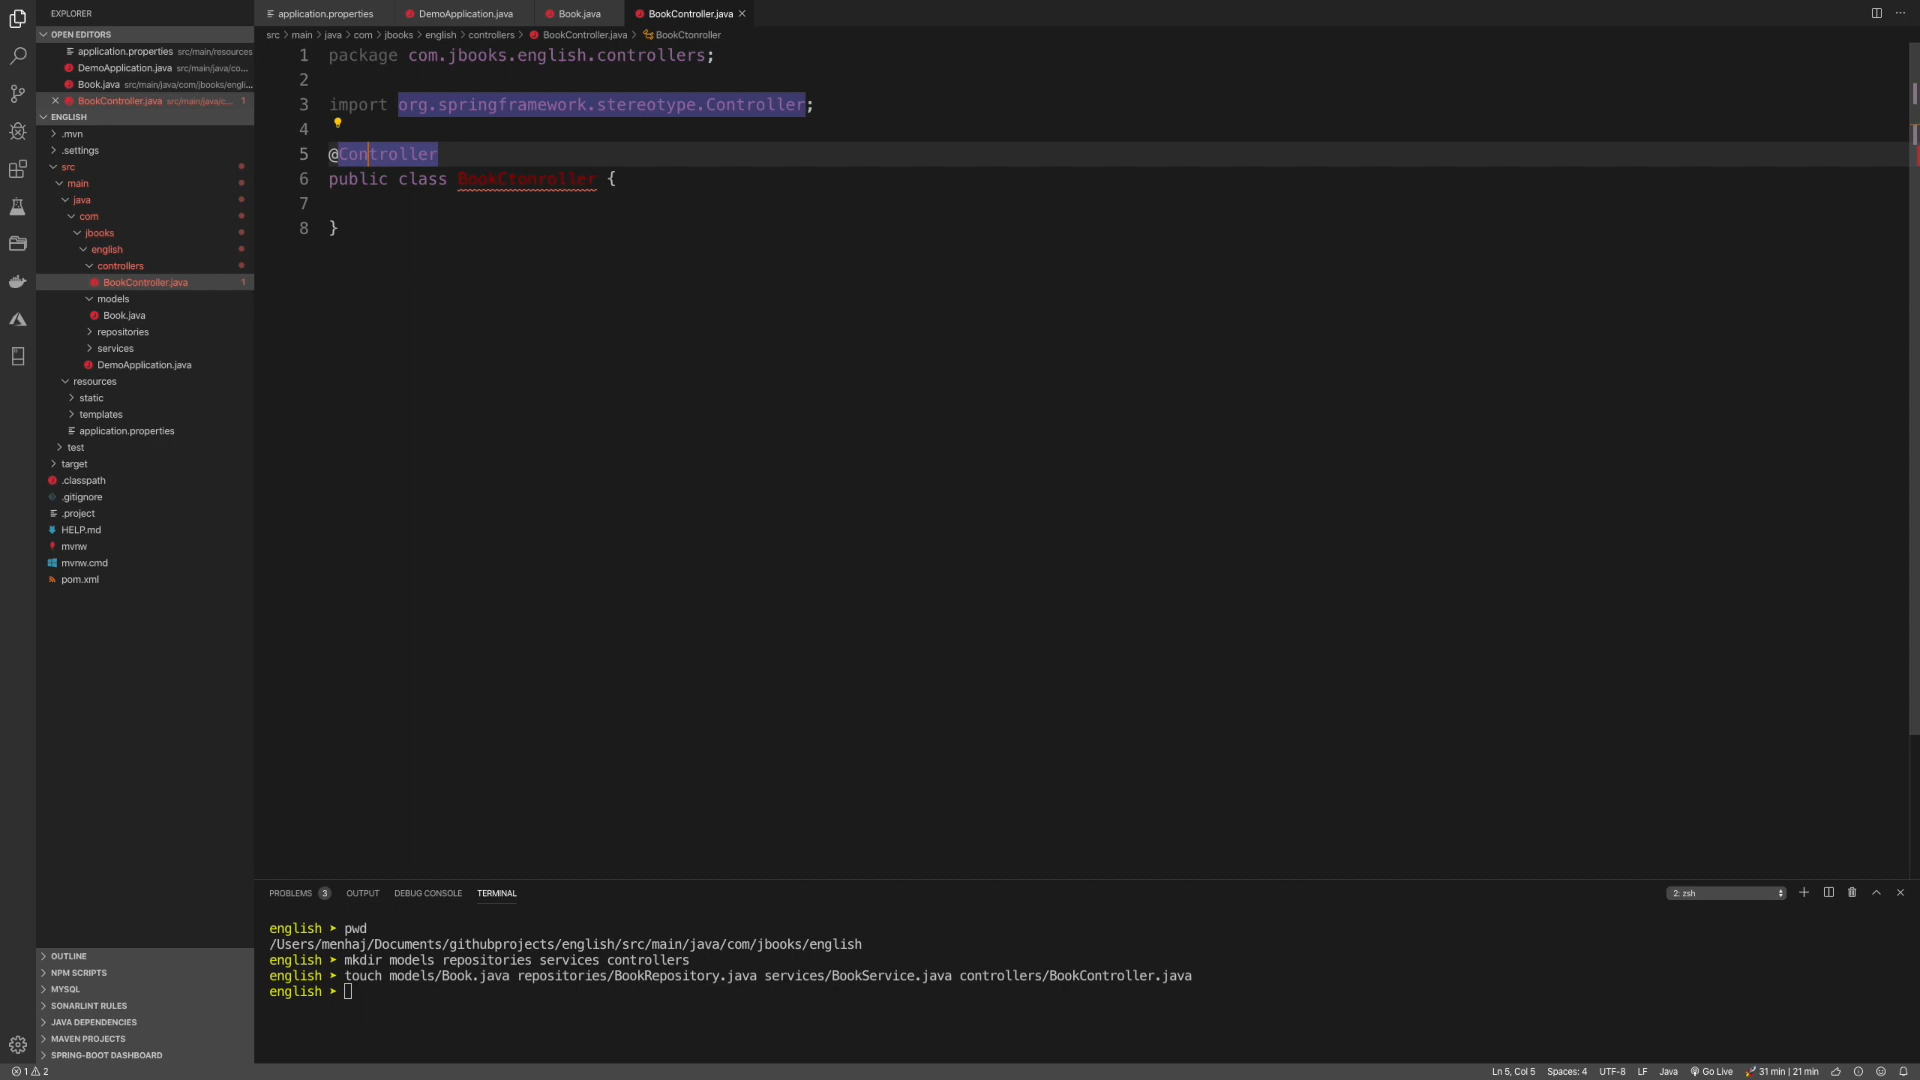 EXPLORER
OPEN EDITORS
application.properties src/main/resources
DemoApplication.java src/main/java/co...
Book.java src/main/java/com/jbooks/engli...
BookController.java src/main/java/c... 1
ENGLISH
.mvn
.settings
src
main
java
com
jbooks
english
controllers
BookController.java 1
models
Book.java
repositories
services
DemoApplication.java
resources
static
templates
application.properties
test
target
.classpath
.gitignore
.project
HELP.md
mvnw
mvnw.cmd
pom.xml
OUTLINE
NPM SCRIPTS
MYSQL
SONARLINT RULES
JAVA DEPENDENCIES
MAVEN PROJECTS
SPRING-BOOT DASHBOARD
application.properties DemoApplication.java Book.java BookController.java
src > main > java > com > jbooks > english > controllers > BookController.java > BookCtonroller
1 package com.jbooks.english.controllers;
2
3 import org.springframework.stereotype.Controller;
4
5 @Controller
6 public class BookCtonroller {
7
8 }
PROBLEMS 3 OUTPUT DEBUG CONSOLE TERMINAL 2: zsh
english ➤ pwd
/Users/menhaj/Documents/githubprojects/english/src/main/java/com/jbooks/english
english ➤ mkdir models repositories services controllers
english ➤ touch models/Book.java repositories/BookRepository.java services/BookService.java controllers/BookController.java
english ➤
1 2 Ln 5, Col 5 Spaces: 4 UTF-8 LF Java Go Live 31 min | 21 min